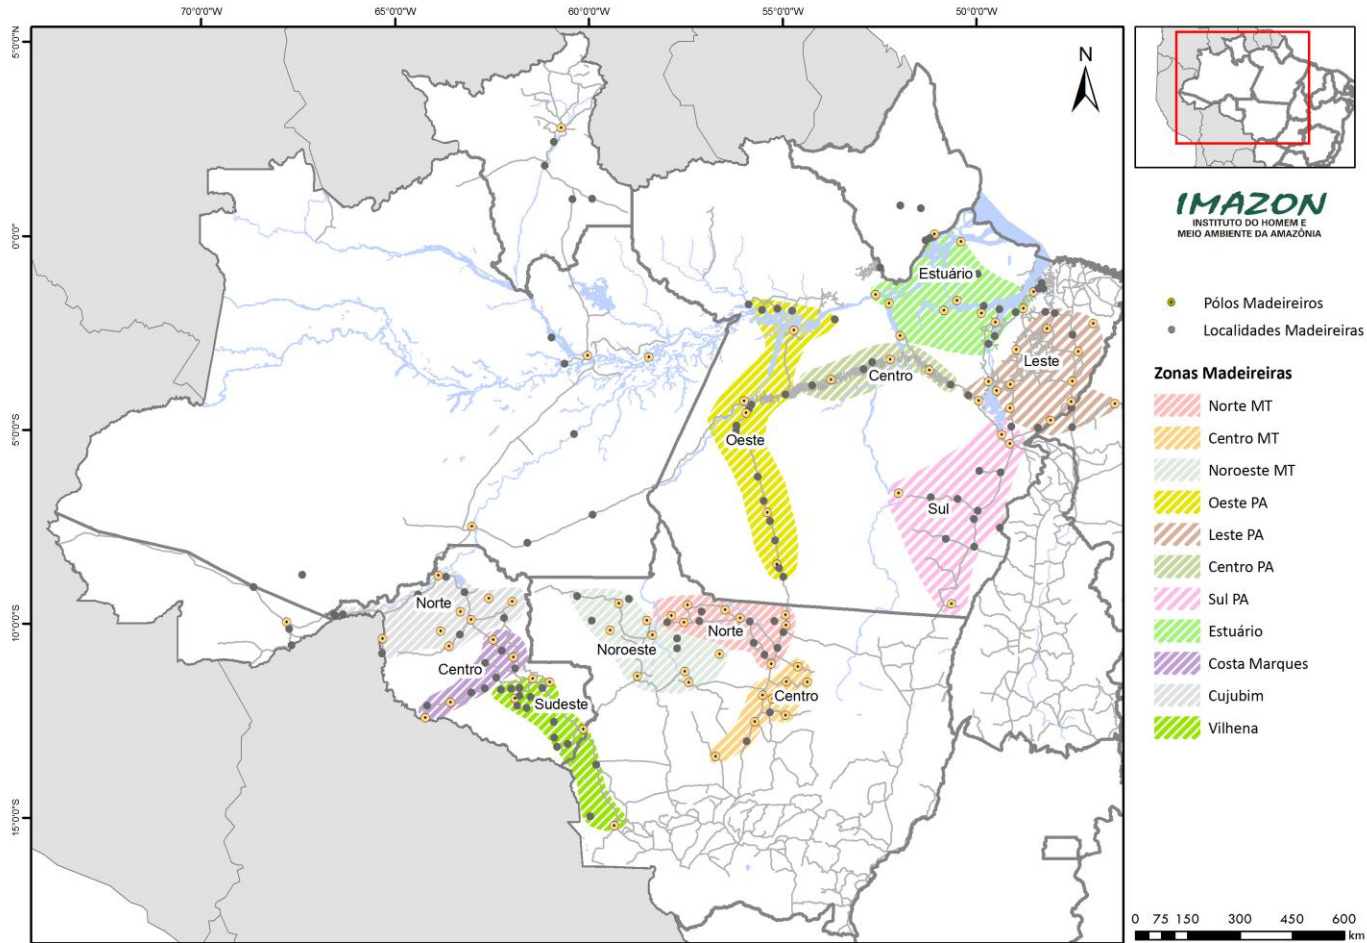 70°0'0"W 65°0'0"W 60°0'0"W 55°0'0"W 50°0'0"W
5°0'0"N
0°0'0"
5°0'0"S
10°0'0"S
15°0'0"S
N
Estuário
Leste
Centro
Oeste
Sul
Norte
Norte
Noroeste
Centro
Centro
Sudeste
IMAZON
INSTITUTO DO HOMEM E
MEIO AMBIENTE DA AMAZÔNIA
Pólos Madeireiros
Localidades Madeireiras
Zonas Madeireiras
Norte MT
Centro MT
Noroeste MT
Oeste PA
Leste PA
Centro PA
Sul PA
Estuário
Costa Marques
Cujubim
Vilhena
0 75 150 300 450 600
km